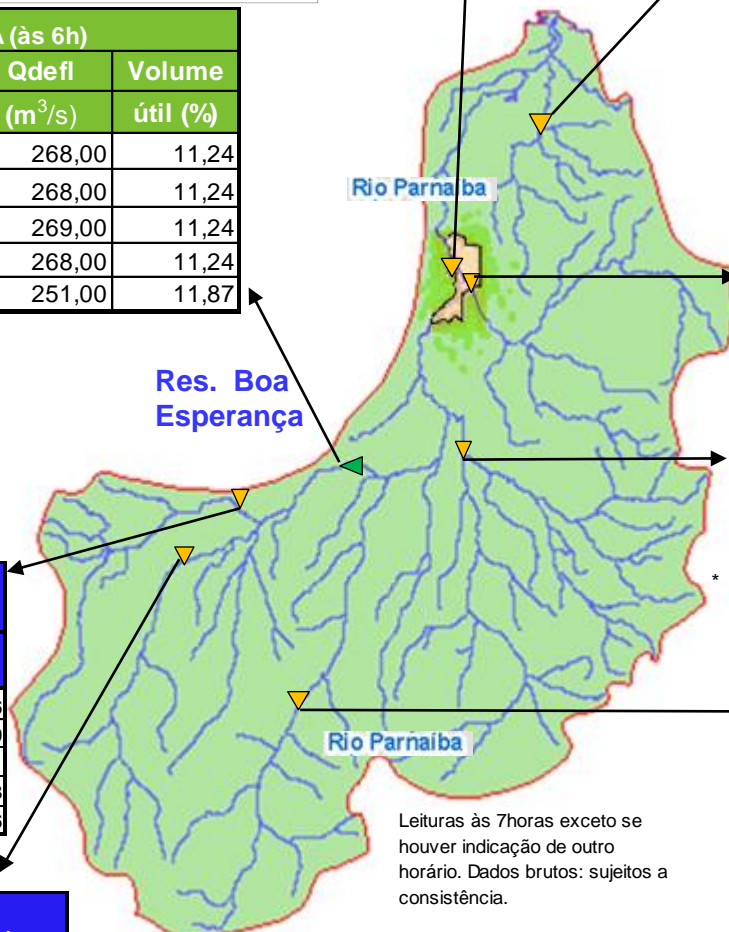 (às 6h)
Qdefl Volume
(m³/s) útil (%)
268,00 11,24
268,00 11,24
269,00 11,24
268,00 11,24
251,00 11,87
Rio Parnaíba
Res. Boa
Esperança
*
Rio Parnaíba
Leituras às 7horas exceto se
houver indicação de outro
horário. Dados brutos: sujeitos a
consistência.